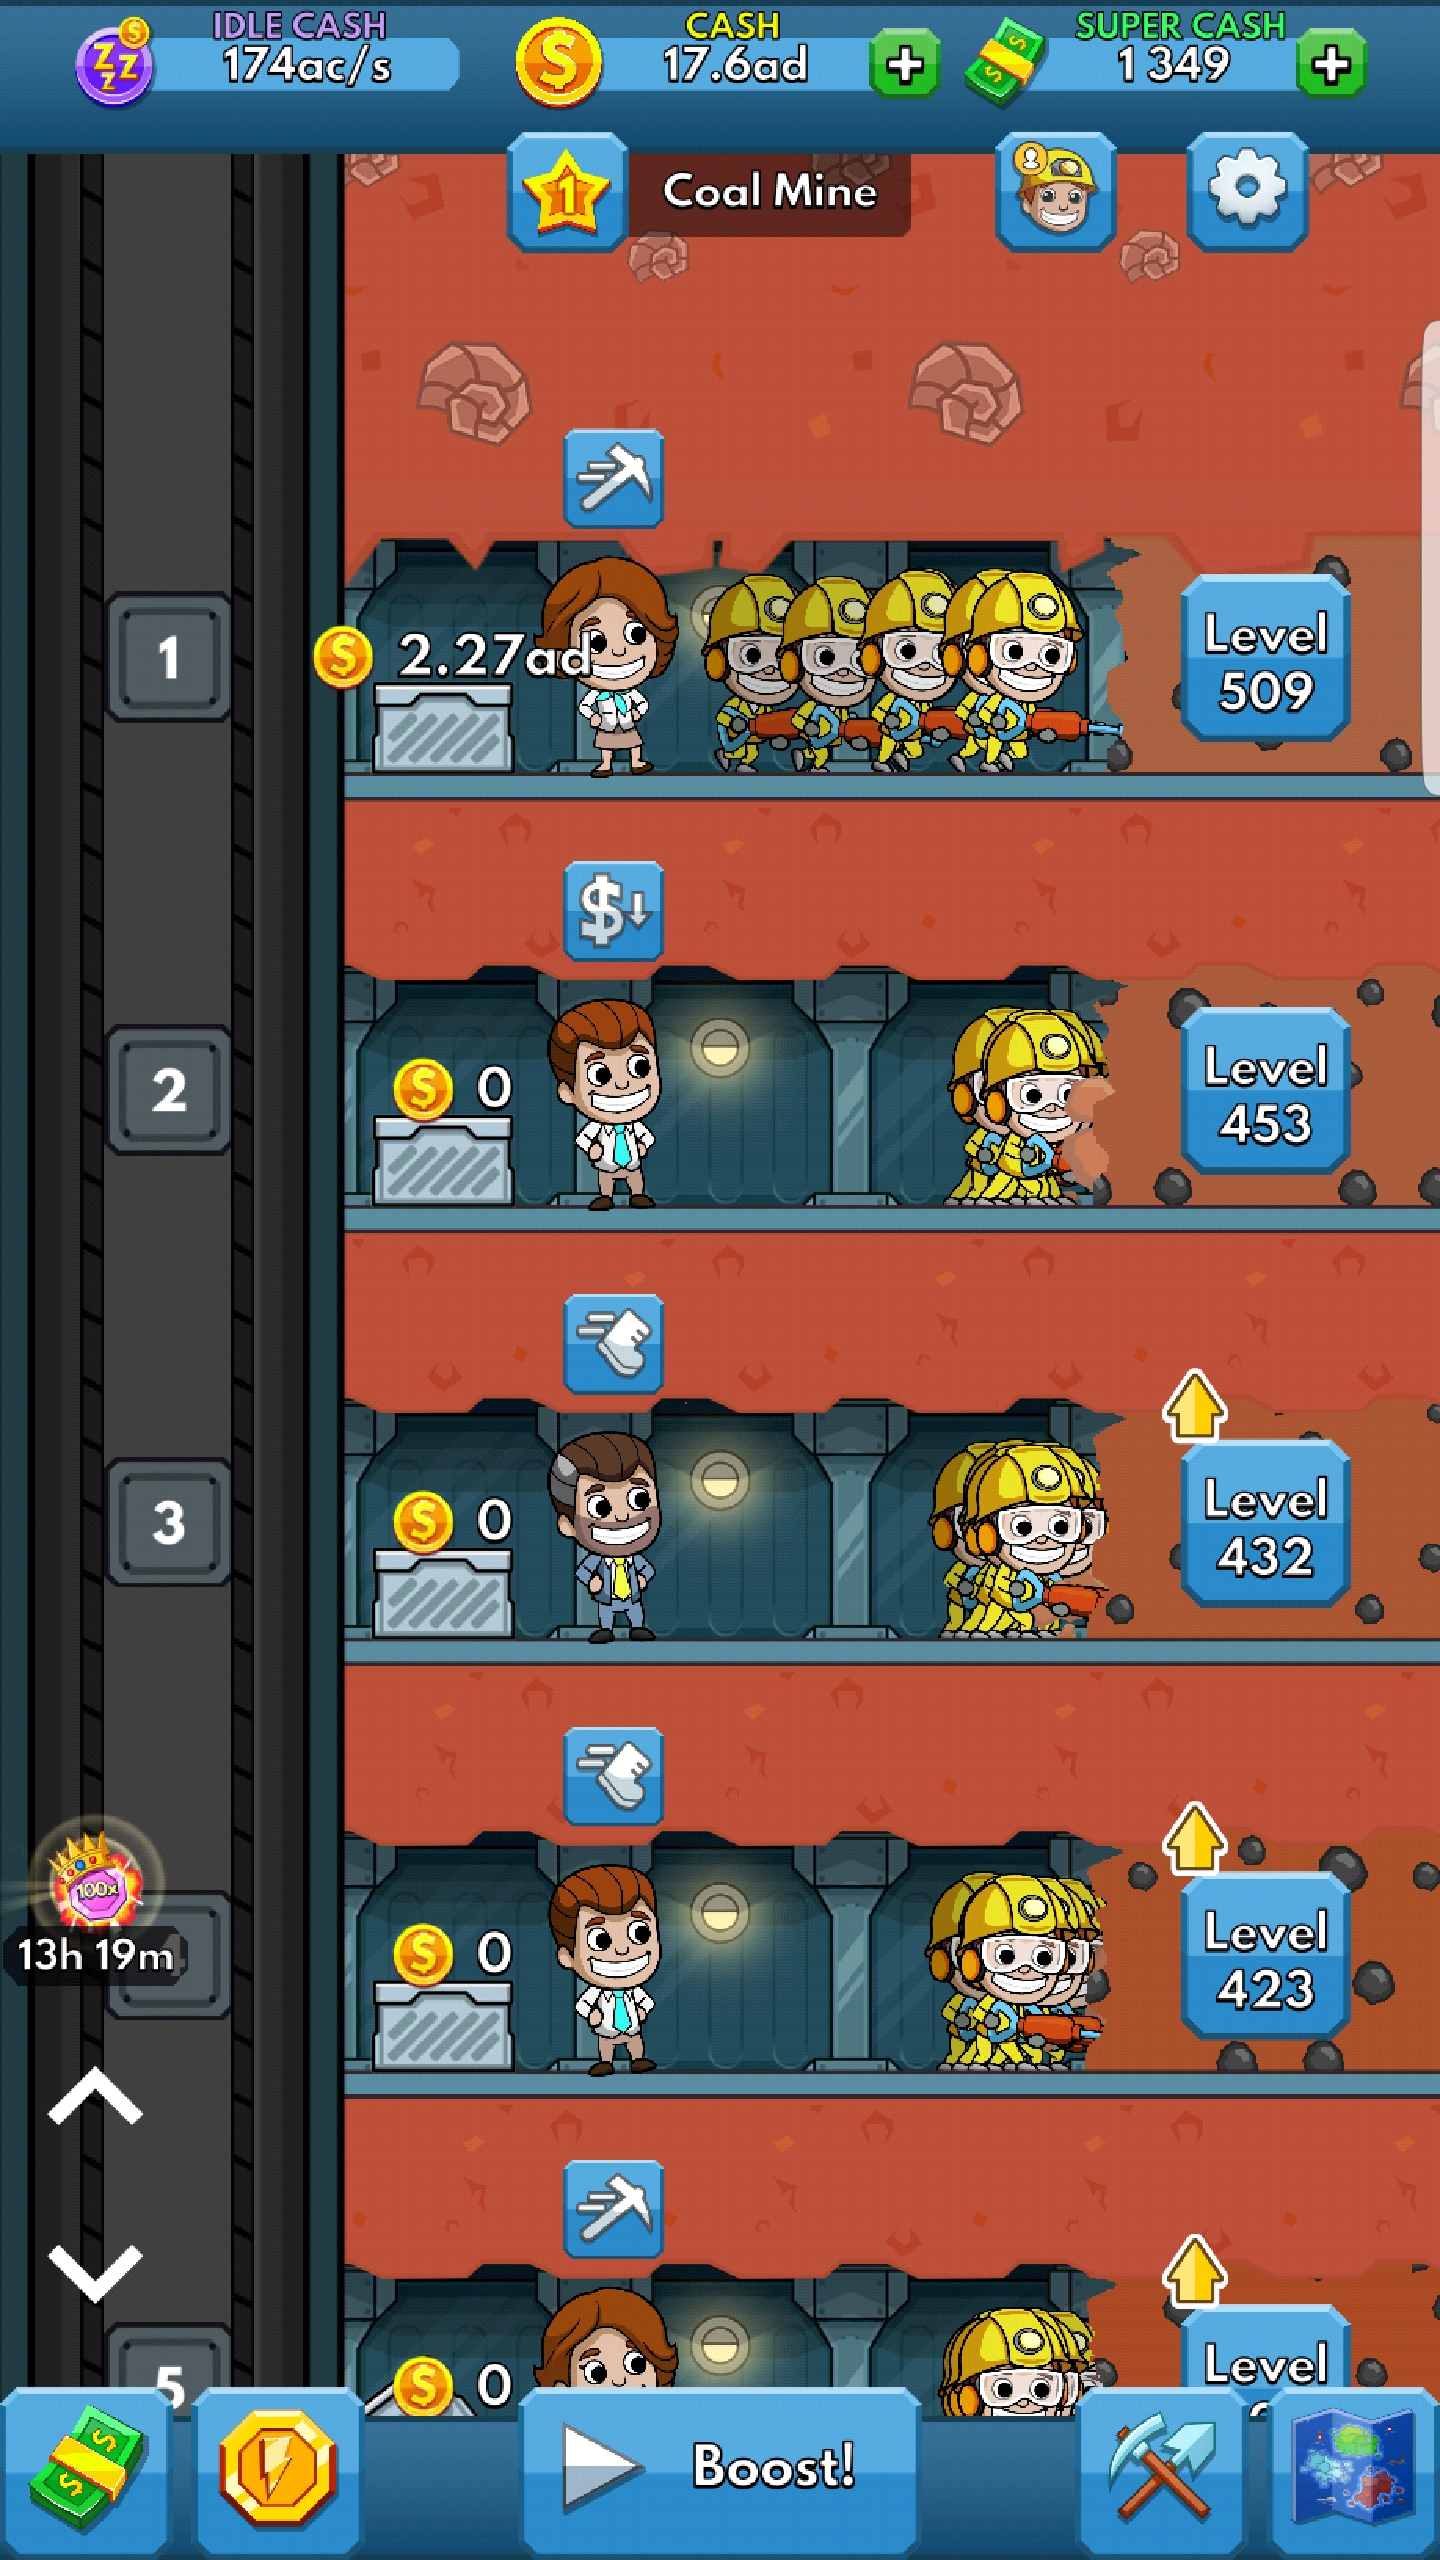 IDLE CASH
174ac/s
CASH
17.6ad
SUPER CASH
1 349
1
Coal Mine
1
2.27ad
Level
509
2
0
Level
453
3
0
Level
432
100x
13h 19m
0
Level
423
5
0
Level
Boost!